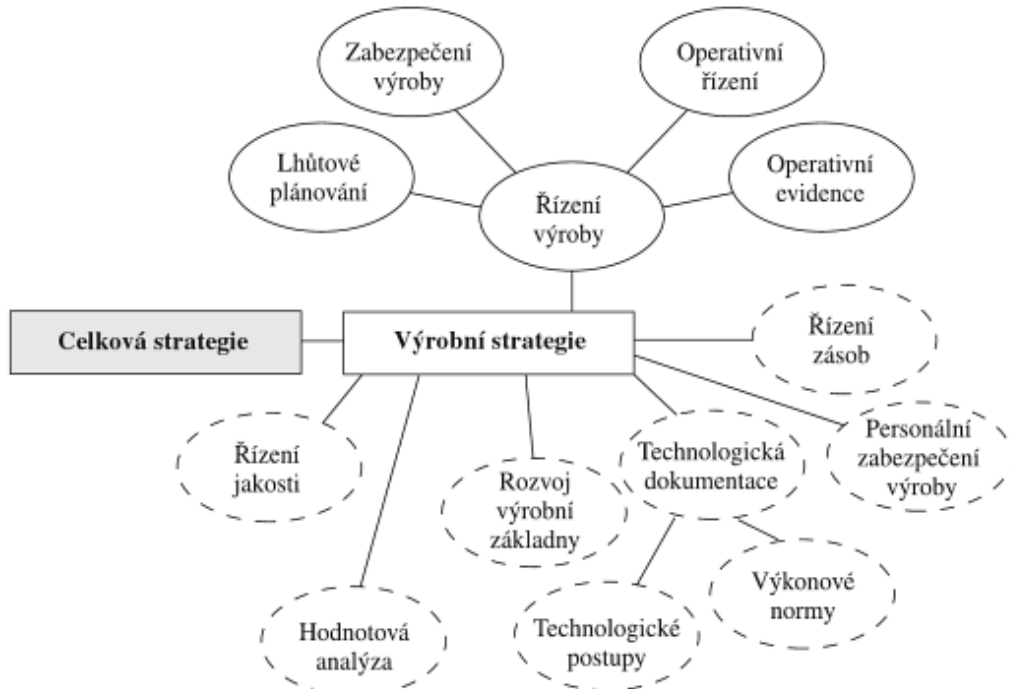 Zabezpečení
výroby
Operativní
řízení
Lhůtové
plánování
Operativní
evidence
Řízení
výroby
Celková strategie
Výrobní strategie
Řízení
zásob
Řízení
jakosti
Rozvoj
výrobní
základny
Technologická
dokumentace
Personální
zabezpečení
výroby
Hodnotová
analýza
Technologické
postupy
Výkonové
normy